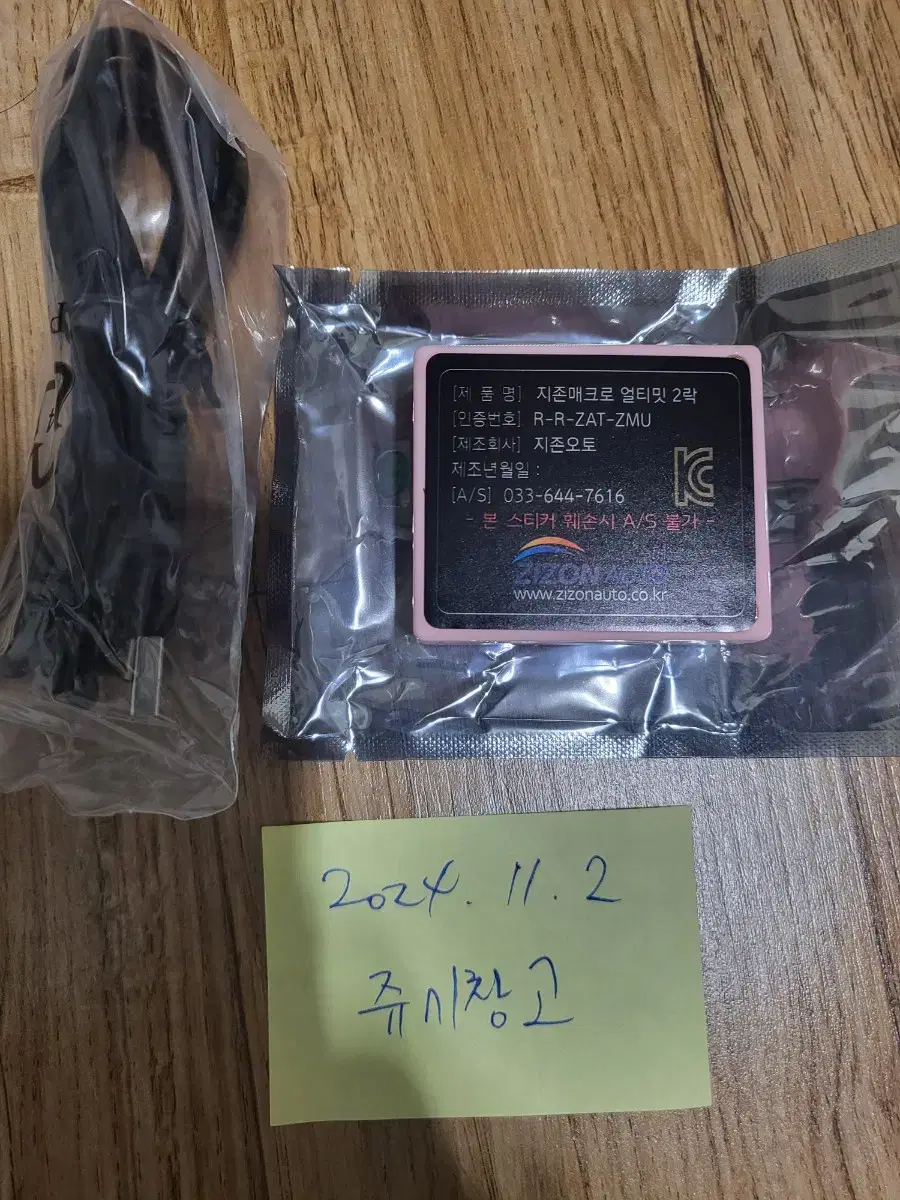 [제 품 명] 지존매크로 얼티밋 2락
[인증번호] R-R-ZAT-ZMU
[제조회사] 지존오토
제조년월일 :
[A/S] 033-644-7616
- 본 스티커 훼손시 A/S 불가 -
ZIZONAUTO
www.zizonauto.co.kr
2024. 11. 2
쥬시창고